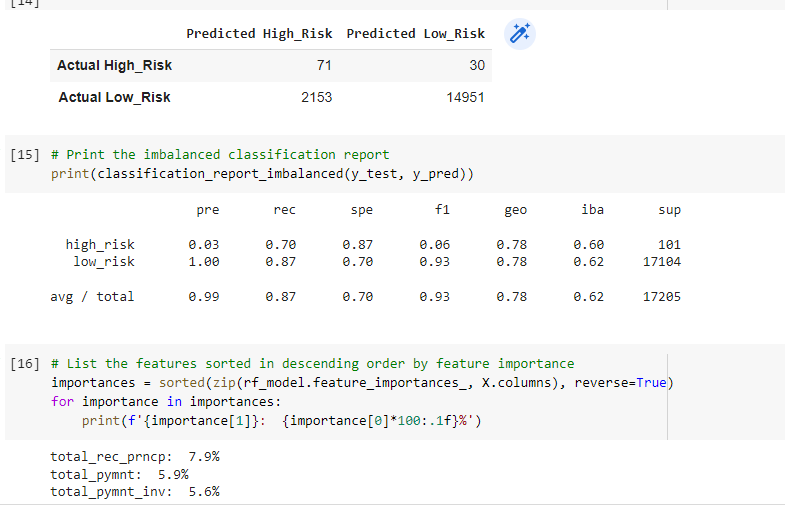 [14]
Predicted High_Risk Predicted Low_Risk
Actual High_Risk 71 30
Actual Low_Risk 2153 14951
[15] # Print the imbalanced classification report
print(classification_report_imbalanced(y_test, y_pred))
pre rec spe f1 geo iba sup
high_risk 0.03 0.70 0.87 0.06 0.78 0.60 101
low_risk 1.00 0.87 0.70 0.93 0.78 0.62 17104
avg / total 0.99 0.87 0.70 0.93 0.78 0.62 17205
[16] # List the features sorted in descending order by feature importance
importances = sorted(zip(rf_model.feature_importances_, X.columns), reverse=True)
for importance in importances:
    print(f'{importance[1]}:  {importance[0]*100:.1f}%')
total_rec_prncp:  7.9%
total_pymnt:  5.9%
total_pymnt_inv:  5.6%